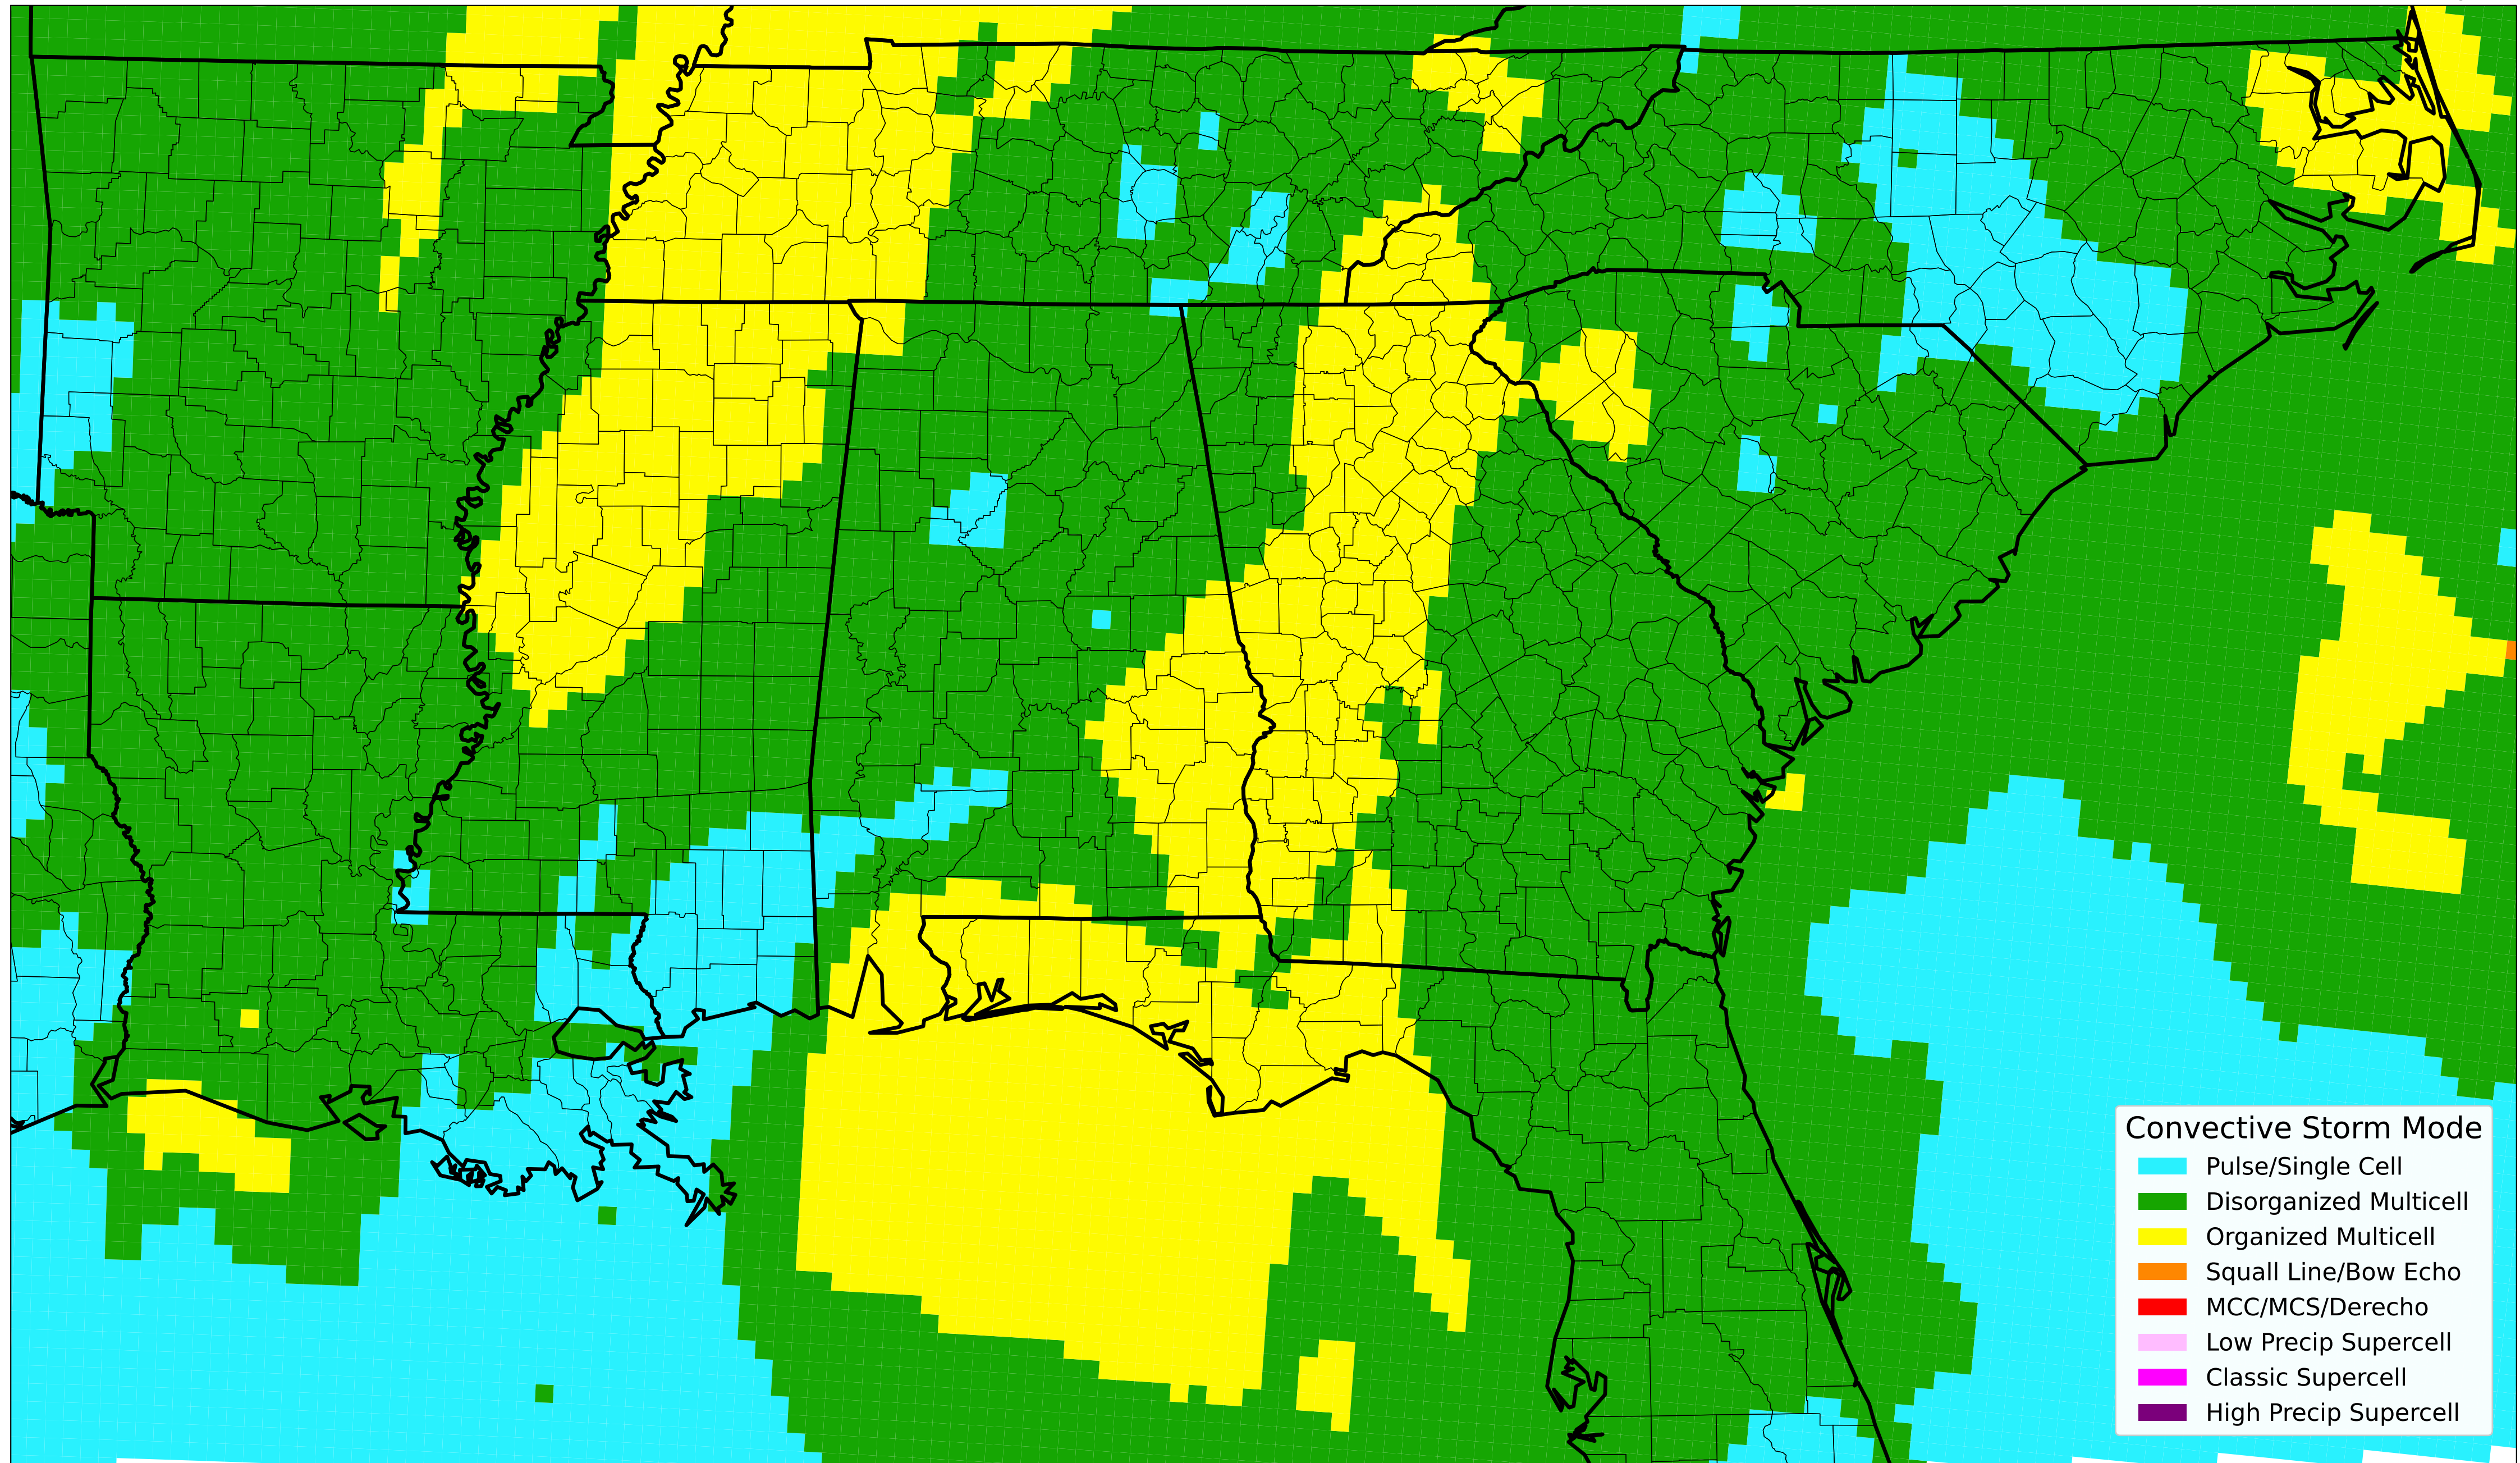 Convective Storm Mode
Pulse/Single Cell
Disorganized Multicell
Organized Multicell
Squall Line/Bow Echo
MCC/MCS/Derecho
Low Precip Supercell
Classic Supercell
High Precip Supercell